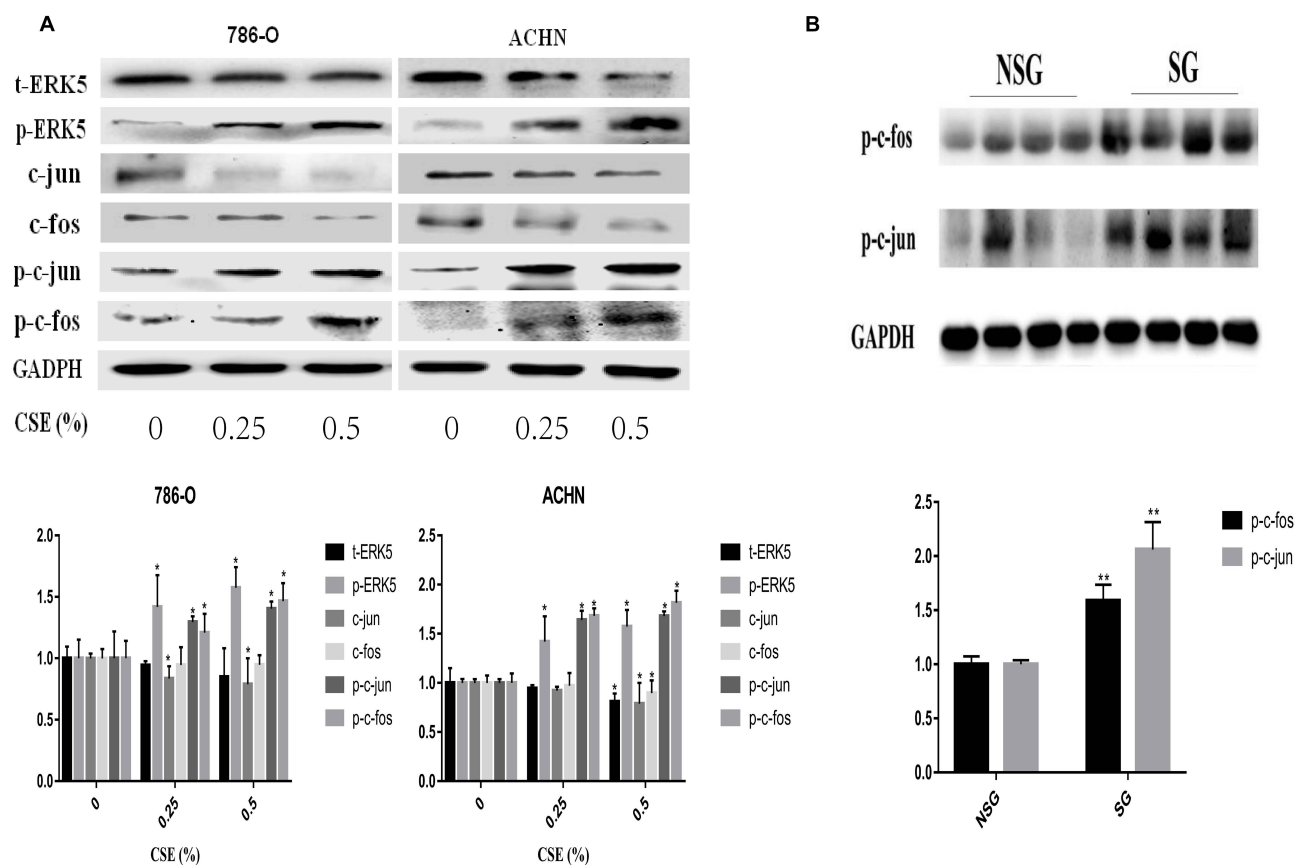 A
B
786-O
ACHN
t-ERK5
p-ERK5
c-jun
c-fos
p-c-jun
p-c-fos
GADPH
CSE (%)
0 0.25 0.5 0 0.25 0.5
NSG SG
p-c-fos
p-c-jun
GAPDH
786-O
2.0
1.5
1.0
0.5
0.0
* * * * * * * *
t-ERK5
p-ERK5
c-jun
c-fos
p-c-jun
p-c-fos
0 0.25 0.5
CSE (%)
ACHN
2.5
2.0
1.5
1.0
0.5
0.0
* * * * * * * * *
t-ERK5
p-ERK5
c-jun
c-fos
p-c-jun
p-c-fos
0 0.25 0.5
CSE (%)
2.5
2.0
1.5
1.0
0.5
0.0
** **
p-c-fos
p-c-jun
NSG SG